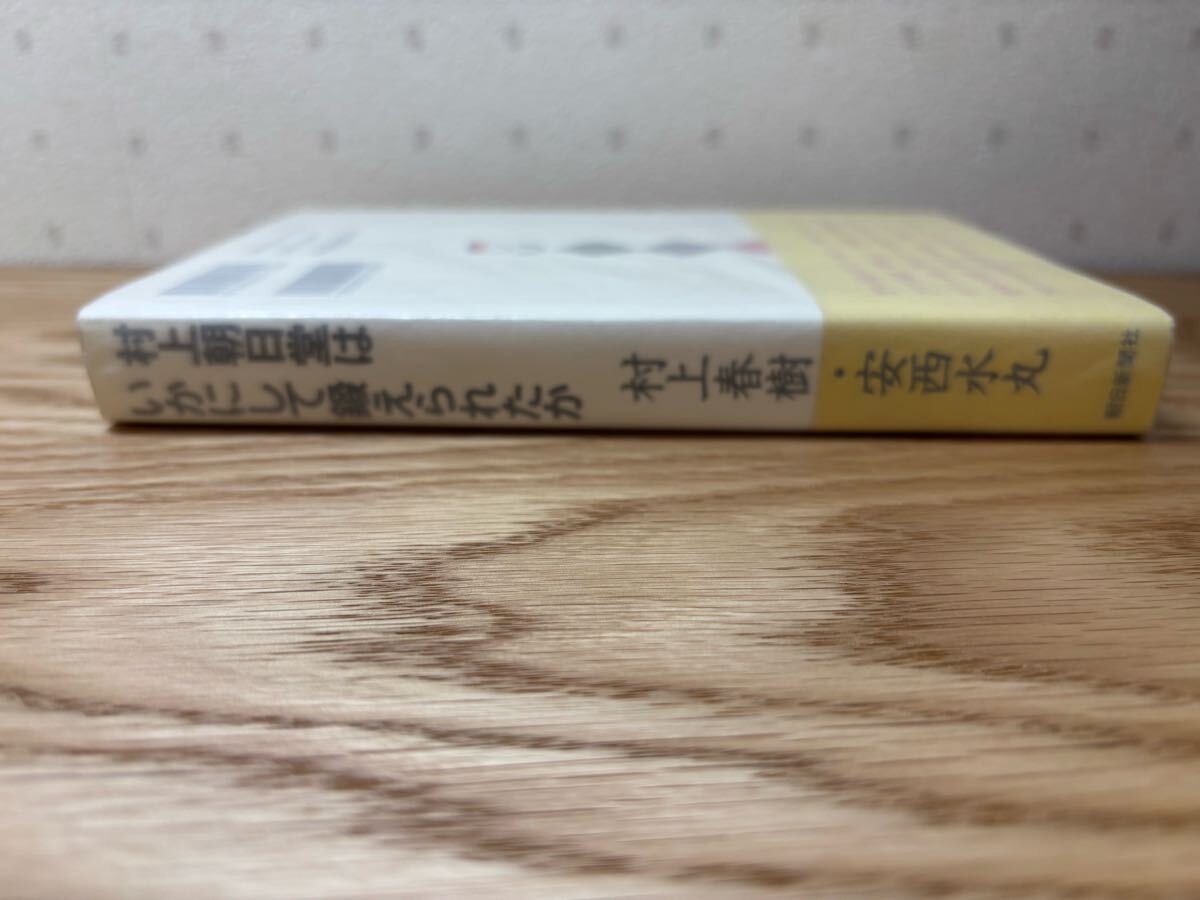 村上朝日堂は
いかにして鍛えられたか
村上春樹・安西水丸
朝日新聞社